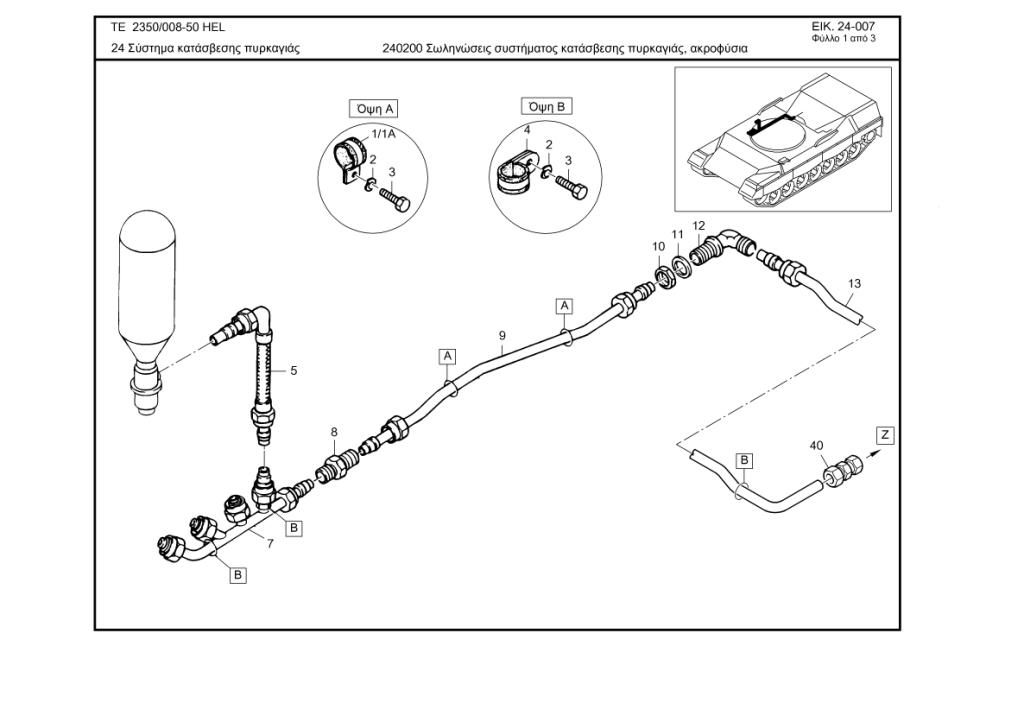 TE 2350/008-50 HEL
ΕΙΚ. 24-007
24 Σύστημα κατάσβεσης πυρκαγιάς
240200 Σωληνώσεις συστήματος κατάσβεσης πυρκαγιάς, ακροφύσια
Φύλλο 1 από 3
Όψη Α
Όψη Β
1/1A
2
3
4
2
3
12
11
10
13
A
9
A
5
8
Z
40
B
B
7
B